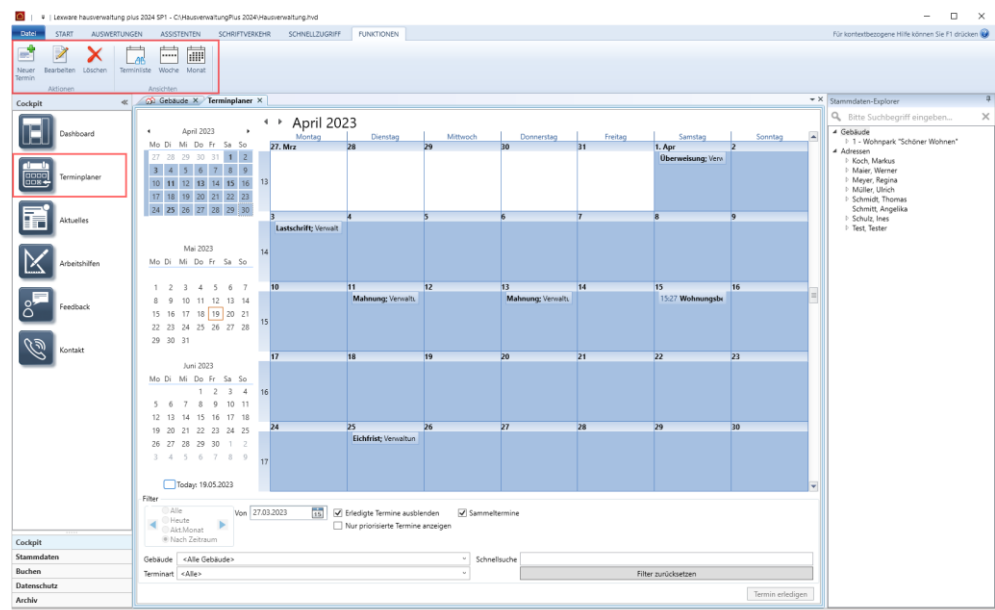 | Lexware hausverwaltung plus 2024 SP1 - C:\HausverwaltungPlus 2024\Hausverwaltung.hvd
Datei START AUSWERTUNGEN ASSISTENTEN SCHRIFTVERKEHR SCHNELLZUGRIFF FUNKTIONEN Für kontextbezogene Hilfe können Sie F1 drücken
Neuer Termin Bearbeiten Löschen Terminliste Woche Monat
Aktionen Ansichten
Cockpit
Dashboard
Terminplaner
Aktuelles
Arbeitshilfen
Feedback
Kontakt
Cockpit
Stammdaten
Buchen
Datenschutz
Archiv
Gebäude Terminplaner
April 2023
Mo Di Mi Do Fr Sa So
27 28 29 30 31 1 2
3 4 5 6 7 8 9
10 11 12 13 14 15 16
17 18 19 20 21 22 23
24 25 26 27 28 29 30
Mai 2023
Mo Di Mi Do Fr Sa So
1 2 3 4 5 6 7
8 9 10 11 12 13 14
15 16 17 18 19 20 21
22 23 24 25 26 27 28
29 30 31
Juni 2023
Mo Di Mi Do Fr Sa So
1 2 3 4
5 6 7 8 9 10 11
12 13 14 15 16 17 18
19 20 21 22 23 24 25
26 27 28 29 30 1 2
3 4 5 6 7 8 9
Today: 19.05.2023
April 2023
Montag Dienstag Mittwoch Donnerstag Freitag Samstag Sonntag
27. Mrz 28 29 30 31 1. Apr 2
Überweisung; Verw
13
3 4 5 6 7 8 9
Lastschrift; Verwalt
14
10 11 12 13 14 15 16
Mahnung; Verwaltu Mahnung; Verwaltu 15:27 Wohnungsbe
15
17 18 19 20 21 22 23
16
24 25 26 27 28 29 30
Eichfrist; Verwaltun
17
Filter
Alle
Heute
Akt.Monat
Nach Zeitraum
Von 27.03.2023 15 Erledigte Termine ausblenden Sammeltermine
Nur priorisierte Termine anzeigen
Gebäude <Alle Gebäude> Schnellsuche
Terminart <Alle> Filter zurücksetzen
Termin erledigen
Stammdaten-Explorer
Bitte Suchbegriff eingeben...
Gebäude
1 - Wohnpark "Schöner Wohnen"
Adressen
Koch, Markus
Maier, Werner
Meyer, Regina
Müller, Ulrich
Schmidt, Thomas
Schmitt, Angelika
Schulz, Ines
Test, Tester